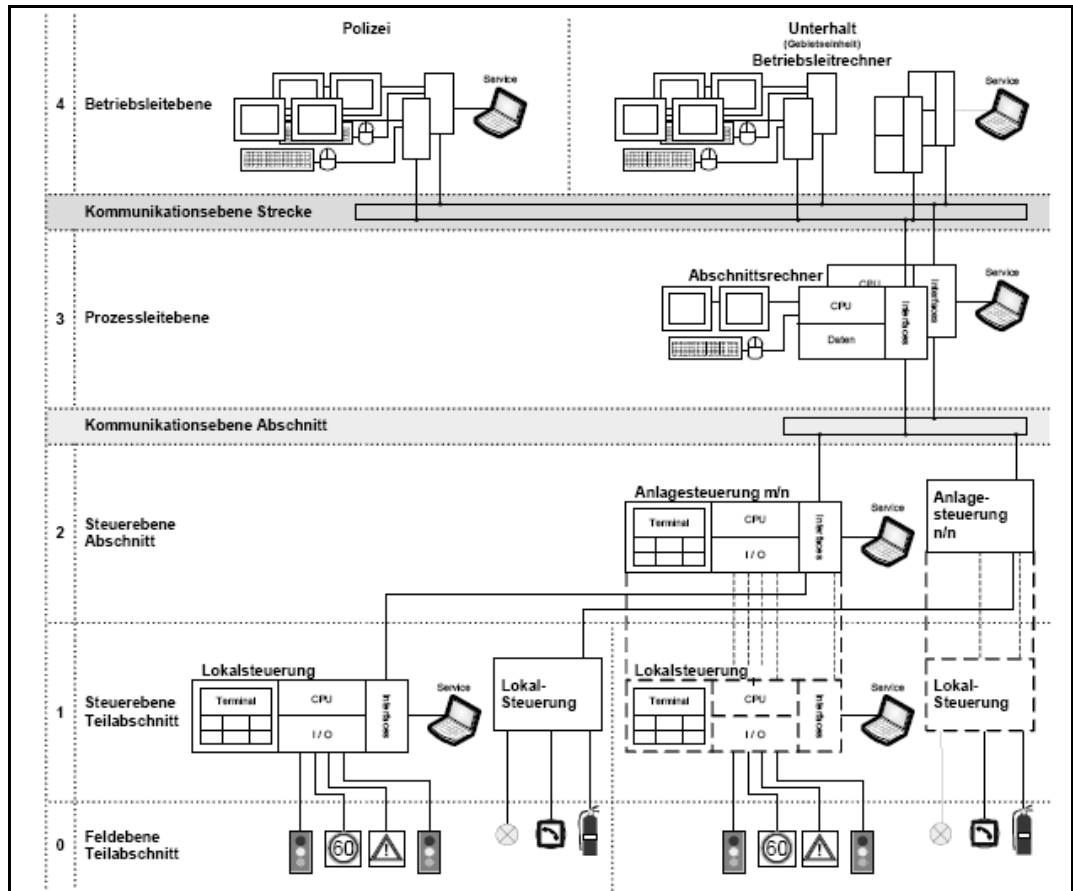 Polizei
Unterhalt
(Gebietseinheit)
Betriebsleitrechner
Service
Service
4 Betriebsleitebene
Kommunikationsebene Strecke
Abschnittsrechner
Service
CPU
Interfaces
CPU
Interfaces
3 Prozessleitebene
Daten
Kommunikationsebene Abschnitt
Anlagesteuerung m/n
Service
Anlage-
steuerung
n/n
Terminal
CPU
Interfaces
2 Steuerebene
Abschnitt
I / O
Lokalsteuerung
Service
Lokal-
Steuerung
Lokalsteuerung
Service
Lokal-
Steuerung
Terminal
CPU
Interfaces
Terminal
CPU
Interfaces
1 Steuerebene
Teilabschnitt
I / O
I / O
0 Feldebene
Teilabschnitt
60
60